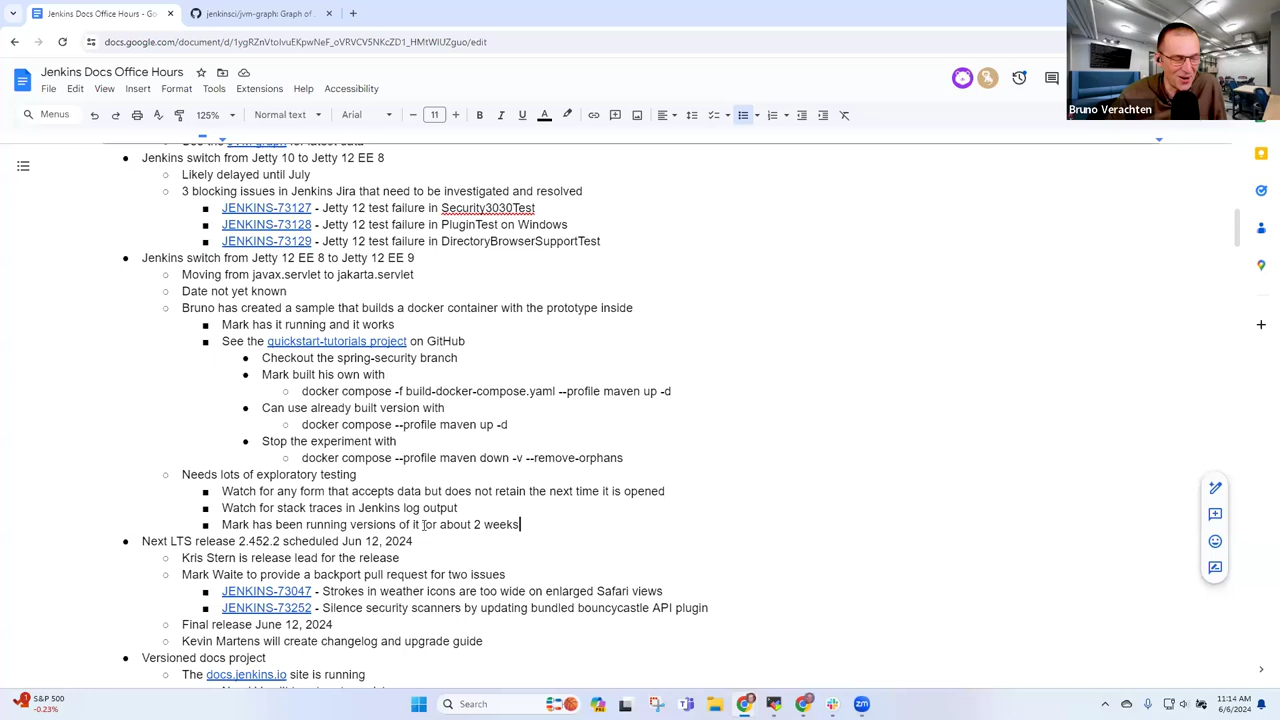 Jenkins Docs Office Hours - Go
jenkinsci/jvm-graph: Graph of
docs.google.com/document/d/1ygRZnVtoIvuEKpwNeF_oVRVCV5NKcZD1_HMtWlUZguo/edit
Jenkins Docs Office Hours
File Edit View Insert Format Tools Extensions Help Accessibility
Menus 125% Normal text Arial 11
Bruno Verachten
Jenkins switch from Jetty 10 to Jetty 12 EE 8
Likely delayed until July
3 blocking issues in Jenkins Jira that need to be investigated and resolved
JENKINS-73127 - Jetty 12 test failure in Security3030Test
JENKINS-73128 - Jetty 12 test failure in PluginTest on Windows
JENKINS-73129 - Jetty 12 test failure in DirectoryBrowserSupportTest
Jenkins switch from Jetty 12 EE 8 to Jetty 12 EE 9
Moving from javax.servlet to jakarta.servlet
Date not yet known
Bruno has created a sample that builds a docker container with the prototype inside
Mark has it running and it works
See the quickstart-tutorials project on GitHub
Checkout the spring-security branch
Mark built his own with
docker compose -f build-docker-compose.yaml --profile maven up -d
Can use already built version with
docker compose --profile maven up -d
Stop the experiment with
docker compose --profile maven down -v --remove-orphans
Needs lots of exploratory testing
Watch for any form that accepts data but does not retain the next time it is opened
Watch for stack traces in Jenkins log output
Mark has been running versions of it for about 2 weeks
Next LTS release 2.452.2 scheduled Jun 12, 2024
Kris Stern is release lead for the release
Mark Waite to provide a backport pull request for two issues
JENKINS-73047 - Strokes in weather icons are too wide on enlarged Safari views
JENKINS-73252 - Silence security scanners by updating bundled bouncycastle API plugin
Final release June 12, 2024
Kevin Martens will create changelog and upgrade guide
Versioned docs project
The docs.jenkins.io site is running
S&P 500
-0.23%
Search
11:14 AM
6/6/2024